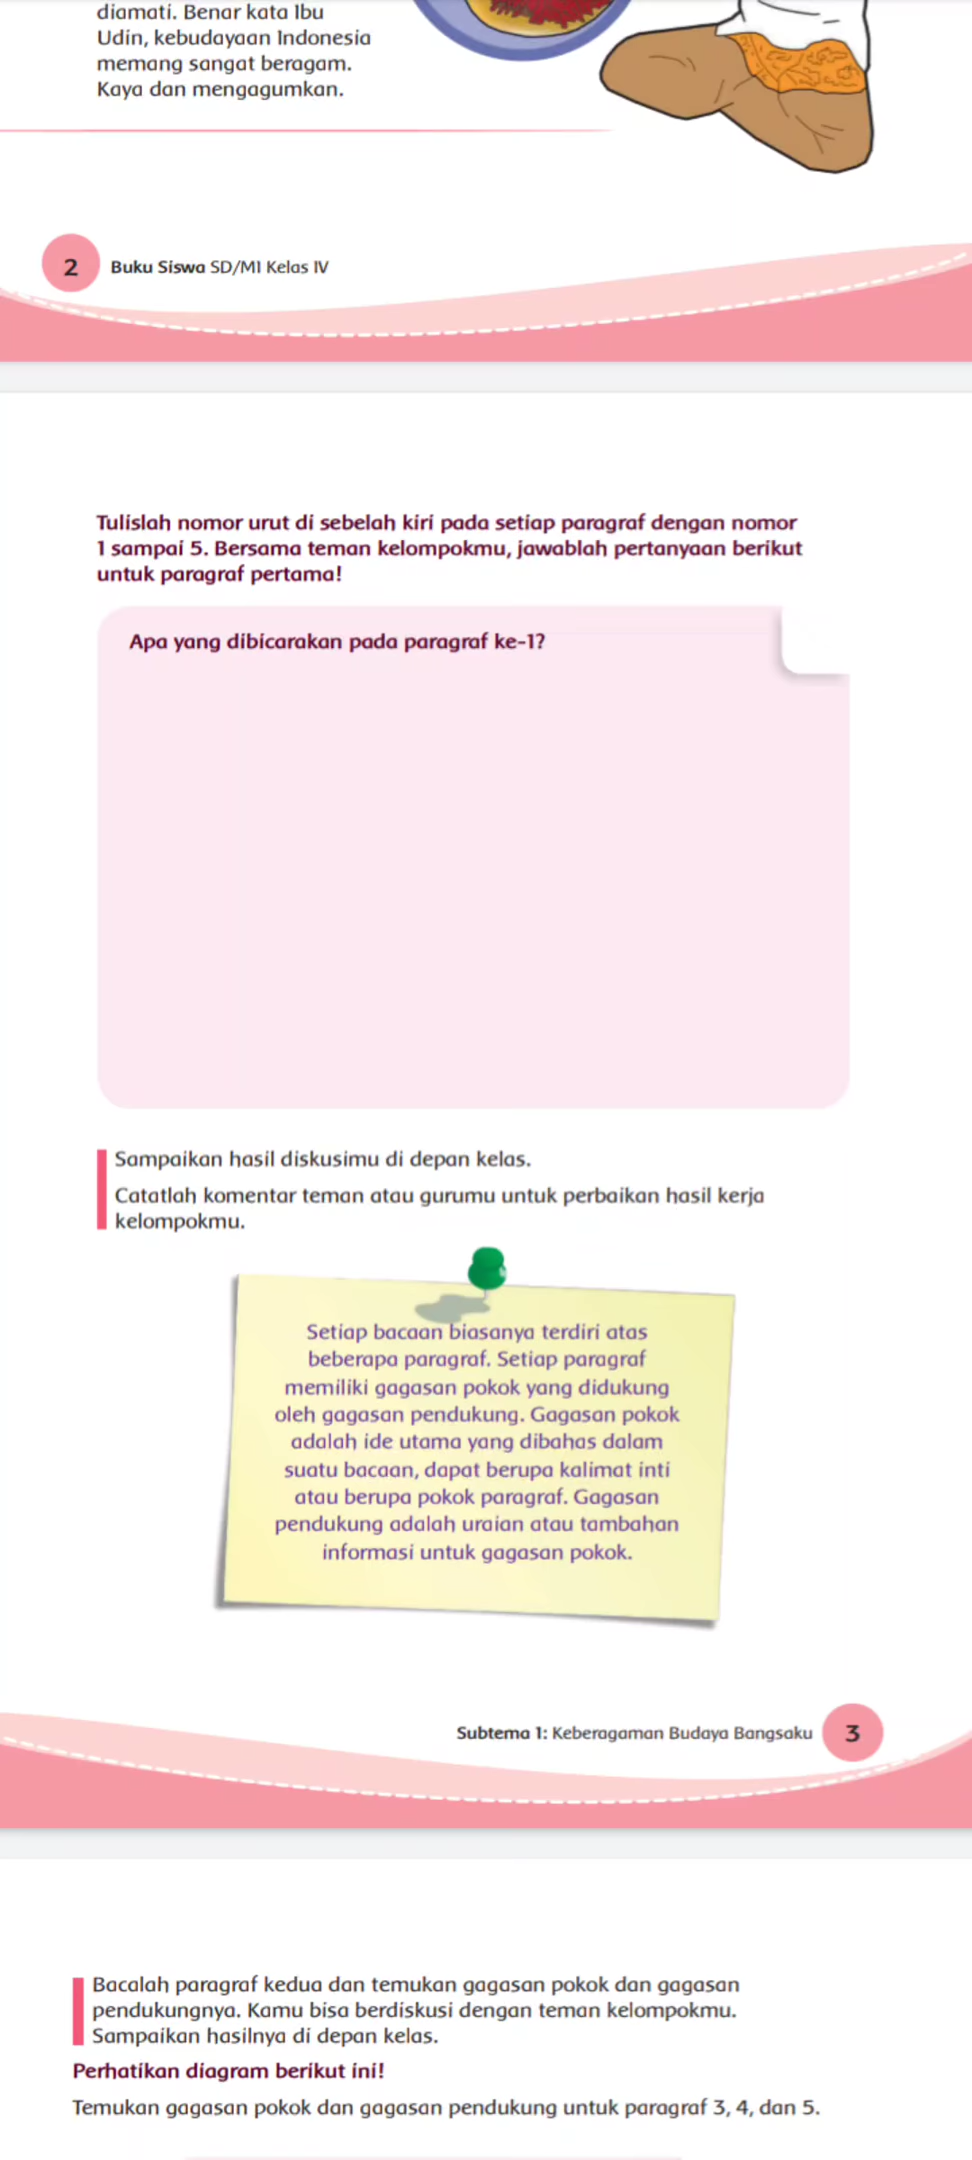 diamati. Benar kata Ibu
Udin, kebudayaan Indonesia
memang sangat beragam.
Kaya dan mengagumkan.
2 Buku Siswa SD/MI Kelas IV
Tulislah nomor urut di sebelah kiri pada setiap paragraf dengan nomor
1 sampai 5. Bersama teman kelompokmu, jawablah pertanyaan berikut
untuk paragraf pertama!
Apa yang dibicarakan pada paragraf ke-1?
Sampaikan hasil diskusimu di depan kelas.
Catatlah komentar teman atau gurumu untuk perbaikan hasil kerja
kelompokmu.
Setiap bacaan biasanya terdiri atas
beberapa paragraf. Setiap paragraf
memiliki gagasan pokok yang didukung
oleh gagasan pendukung. Gagasan pokok
adalah ide utama yang dibahas dalam
suatu bacaan, dapat berupa kalimat inti
atau berupa pokok paragraf. Gagasan
pendukung adalah uraian atau tambahan
informasi untuk gagasan pokok.
Subtema 1: Keberagaman Budaya Bangsaku 3
Bacalah paragraf kedua dan temukan gagasan pokok dan gagasan
pendukungnya. Kamu bisa berdiskusi dengan teman kelompokmu.
Sampaikan hasilnya di depan kelas.
Perhatikan diagram berikut ini!
Temukan gagasan pokok dan gagasan pendukung untuk paragraf 3, 4, dan 5.